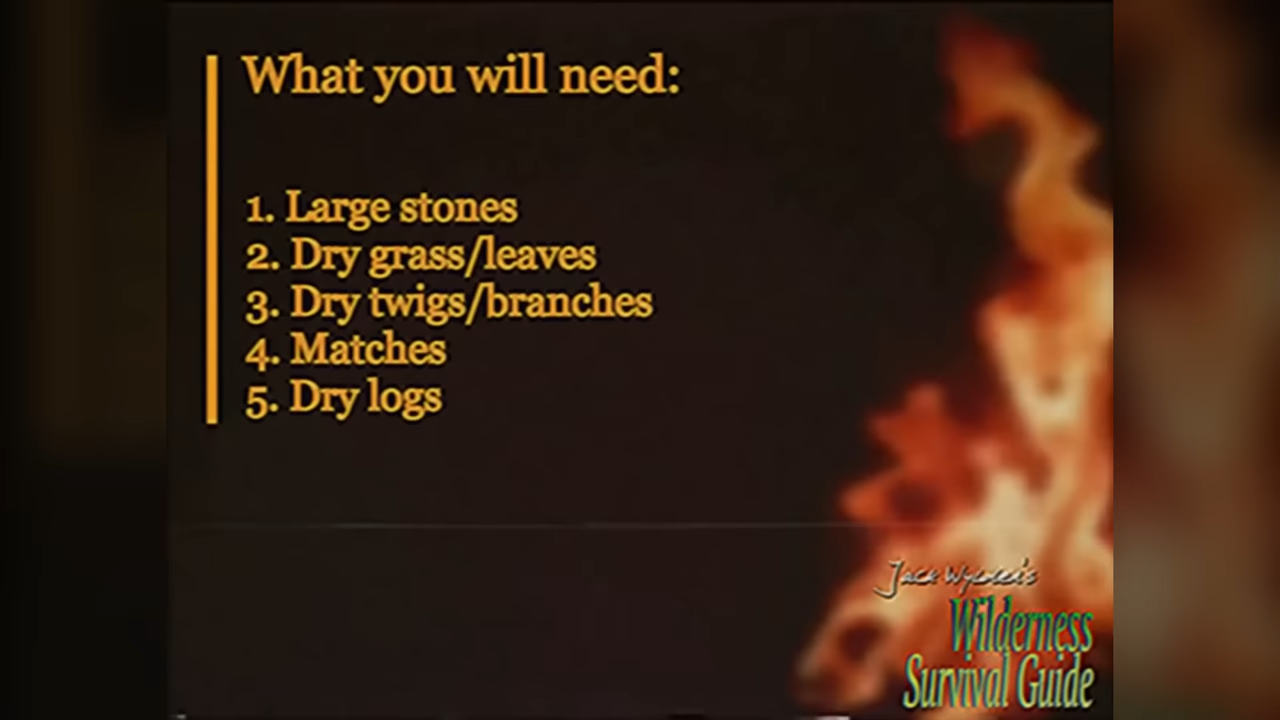 What you will need:
1. Large stones
2. Dry grass/leaves
3. Dry twigs/branches
4. Matches
5. Dry logs
Jack
Wilderness
Survival Guide